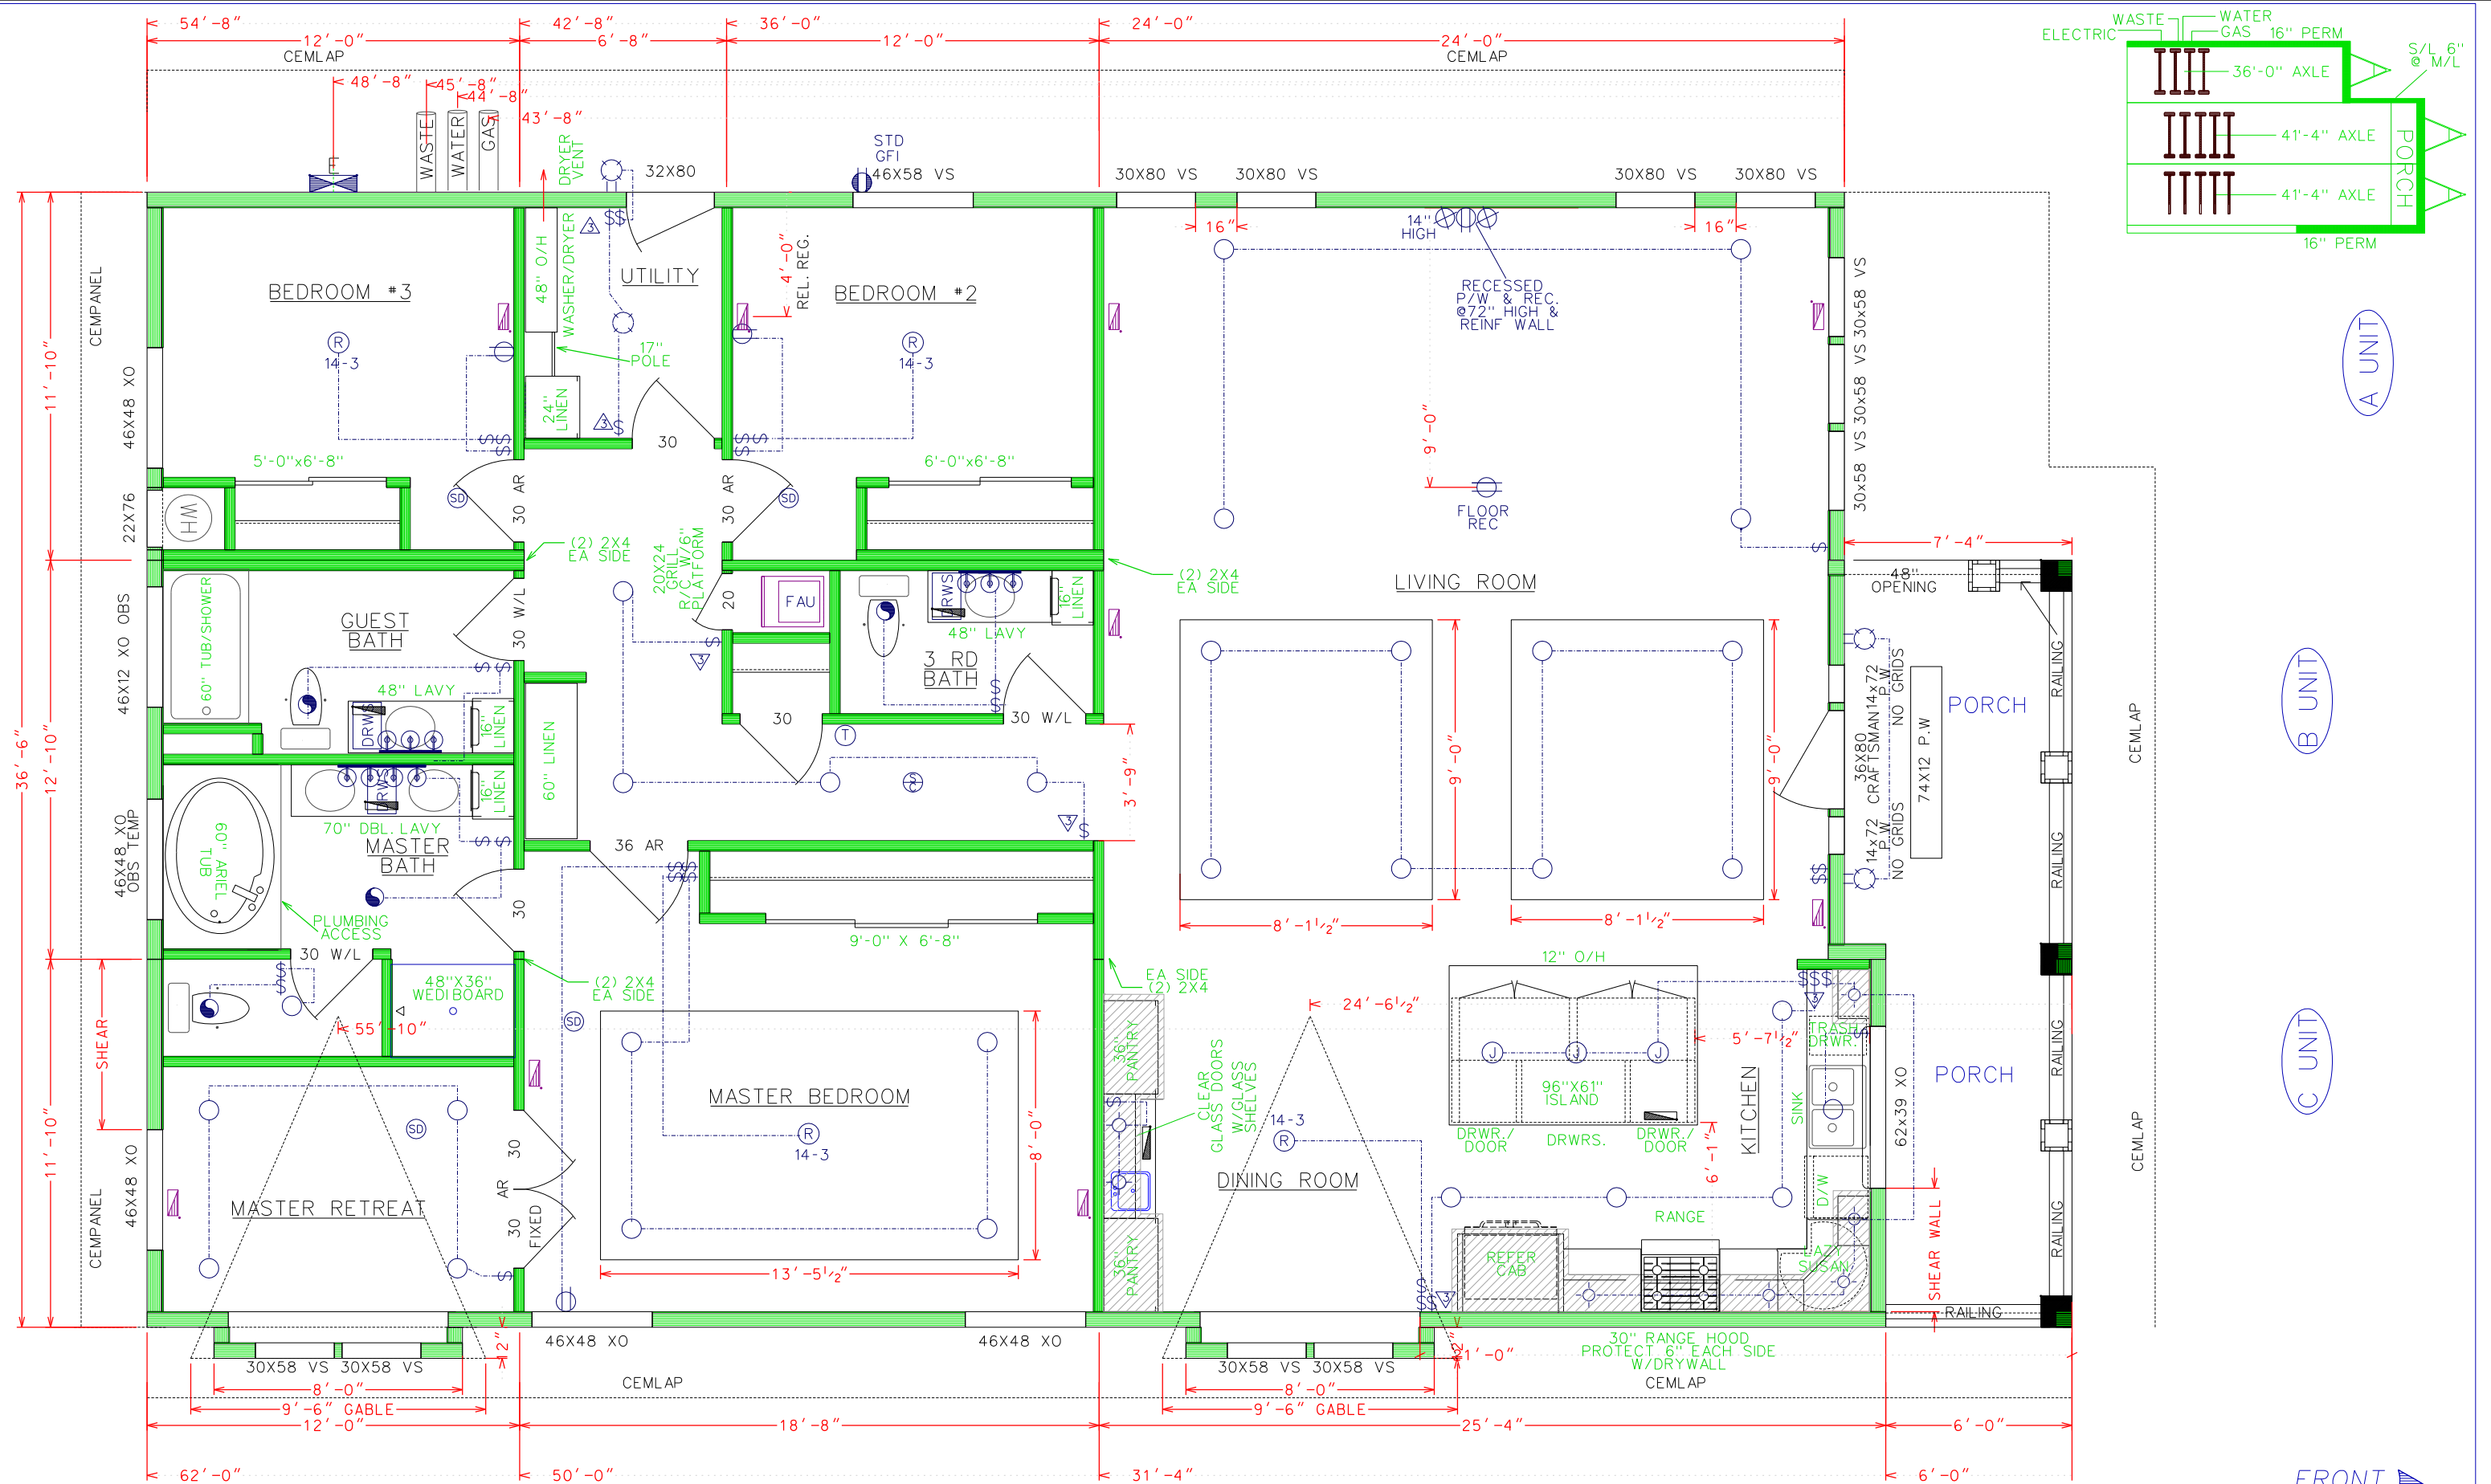 54'-8"
42'-8"
36'-0"
24'-0"
12'-0"
6'-8"
12'-0"
24'-0"
CEMLAP
CEMLAP
WASTE
WATER
ELECTRIC
GAS
16" PERM
S/L 6"
@ M/L
36'-0" AXLE
41'-4" AXLE
41'-4" AXLE
PORCH
16" PERM
48'-8"
45'-8"
44'-8"
43'-8"
E
WASTE
WATER
GAS
DRYER
VENT
32X80
STD
GFI
46X58 VS
30X80 VS
30X80 VS
30X80 VS
30X80 VS
16"
16"
14"
HIGH
RECESSED
P/W & REC.
@72" HIGH &
REINF WALL
CEMPANEL
BEDROOM #3
R
14-3
48" O/H
WASHER/DRYER
UTILITY
17"
POLE
24"
LINEN
30
4'-0"
REL. REG.
BEDROOM #2
R
14-3
30x58 VS
30x58 VS
30x58 VS
A UNIT
11'-10"
46X48 XO
5'-0"x6'-8"
6'-0"x6'-8"
22X76
WH
SD
30 AR
30 AR
SD
9'-0"
FLOOR
REC
(2) 2X4
EA SIDE
20X24
GRILL
R/C W/6"
PLATFORM
(2) 2X4
EA SIDE
LIVING ROOM
7'-4"
48"
OPENING
36'-6"
12'-10"
46X12 XO OBS
60" TUB/SHOWER
GUEST
BATH
30 W/L
48" LAVY
DRWS
16"
LINEN
20
FAU
DRWS
16"
LINEN
48" LAVY
3 RD
BATH
30
30 W/L
T
60" LINEN
3'-9"
9'-0"
9'-0"
8'-1 1/2"
8'-1 1/2"
14x72
P.W
NO GRIDS
36X80
CRAFTSMAN
14x72
P.W
NO GRIDS
74X12 P.W
PORCH
RAILING
RAILING
CEMLAP
B UNIT
46X48 XO
OBS TEMP
60" ARIEL
TUB
70" DBL. LAVY
DRWS
16"
LINEN
MASTER
BATH
30
PLUMBING
ACCESS
30 W/L
36 AR
9'-0" X 6'-8"
48"X36"
WEDI BOARD
(2) 2X4
EA SIDE
EA SIDE
(2) 2X4
SHEAR
11'-10"
55'-10"
SD
SD
24'-6 1/2"
12" O/H
5'-7 1/2"
J
J
J
96"X61"
ISLAND
DRWR./
DOOR
DRWRS.
DRWR./
DOOR
KITCHEN
SINK
TRASH
DRWR.
62x39 XO
PORCH
RAILING
RAILING
CEMLAP
C UNIT
36"
PANTRY
CLEAR
GLASS DOORS
W/GLASS
SHELVES
14-3
R
DINING ROOM
6'-1"
D/W
RANGE
LAZY
SUSAN
REFER
CAB
36"
PANTRY
SHEAR WALL
RAILING
MASTER BEDROOM
R
14-3
8'-0"
13'-5 1/2"
46X48 XO
CEMPANEL
MASTER RETREAT
30
AR
30
FIXED
12"
46X48 XO
46X48 XO
30X58 VS
30X58 VS
8'-0"
9'-6" GABLE
CEMLAP
30X58 VS
30X58 VS
8'-0"
9'-6" GABLE
30" RANGE HOOD
PROTECT 6" EACH SIDE
W/DRYWALL
CEMLAP
12'-0"
18'-8"
25'-4"
6'-0"
62'-0"
50'-0"
31'-4"
6'-0"
FRONT